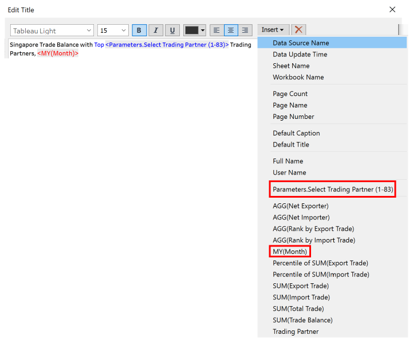 Edit Title
Tableau Light 15 B I U Insert
Singapore Trade Balance with Top <Parameters.Select Trading Partner (1-83)> Trading
Partners, <MY(Month)>
Data Source Name
Data Update Time
Sheet Name
Workbook Name
Page Count
Page Name
Page Number
Default Caption
Default Title
Full Name
User Name
Parameters.Select Trading Partner (1-83)
AGG(Net Exporter)
AGG(Net Importer)
AGG(Rank by Export Trade)
AGG(Rank by Import Trade)
MY(Month)
Percentile of SUM(Export Trade)
Percentile of SUM(Import Trade)
SUM(Export Trade)
SUM(Import Trade)
SUM(Total Trade)
SUM(Trade Balance)
Trading Partner